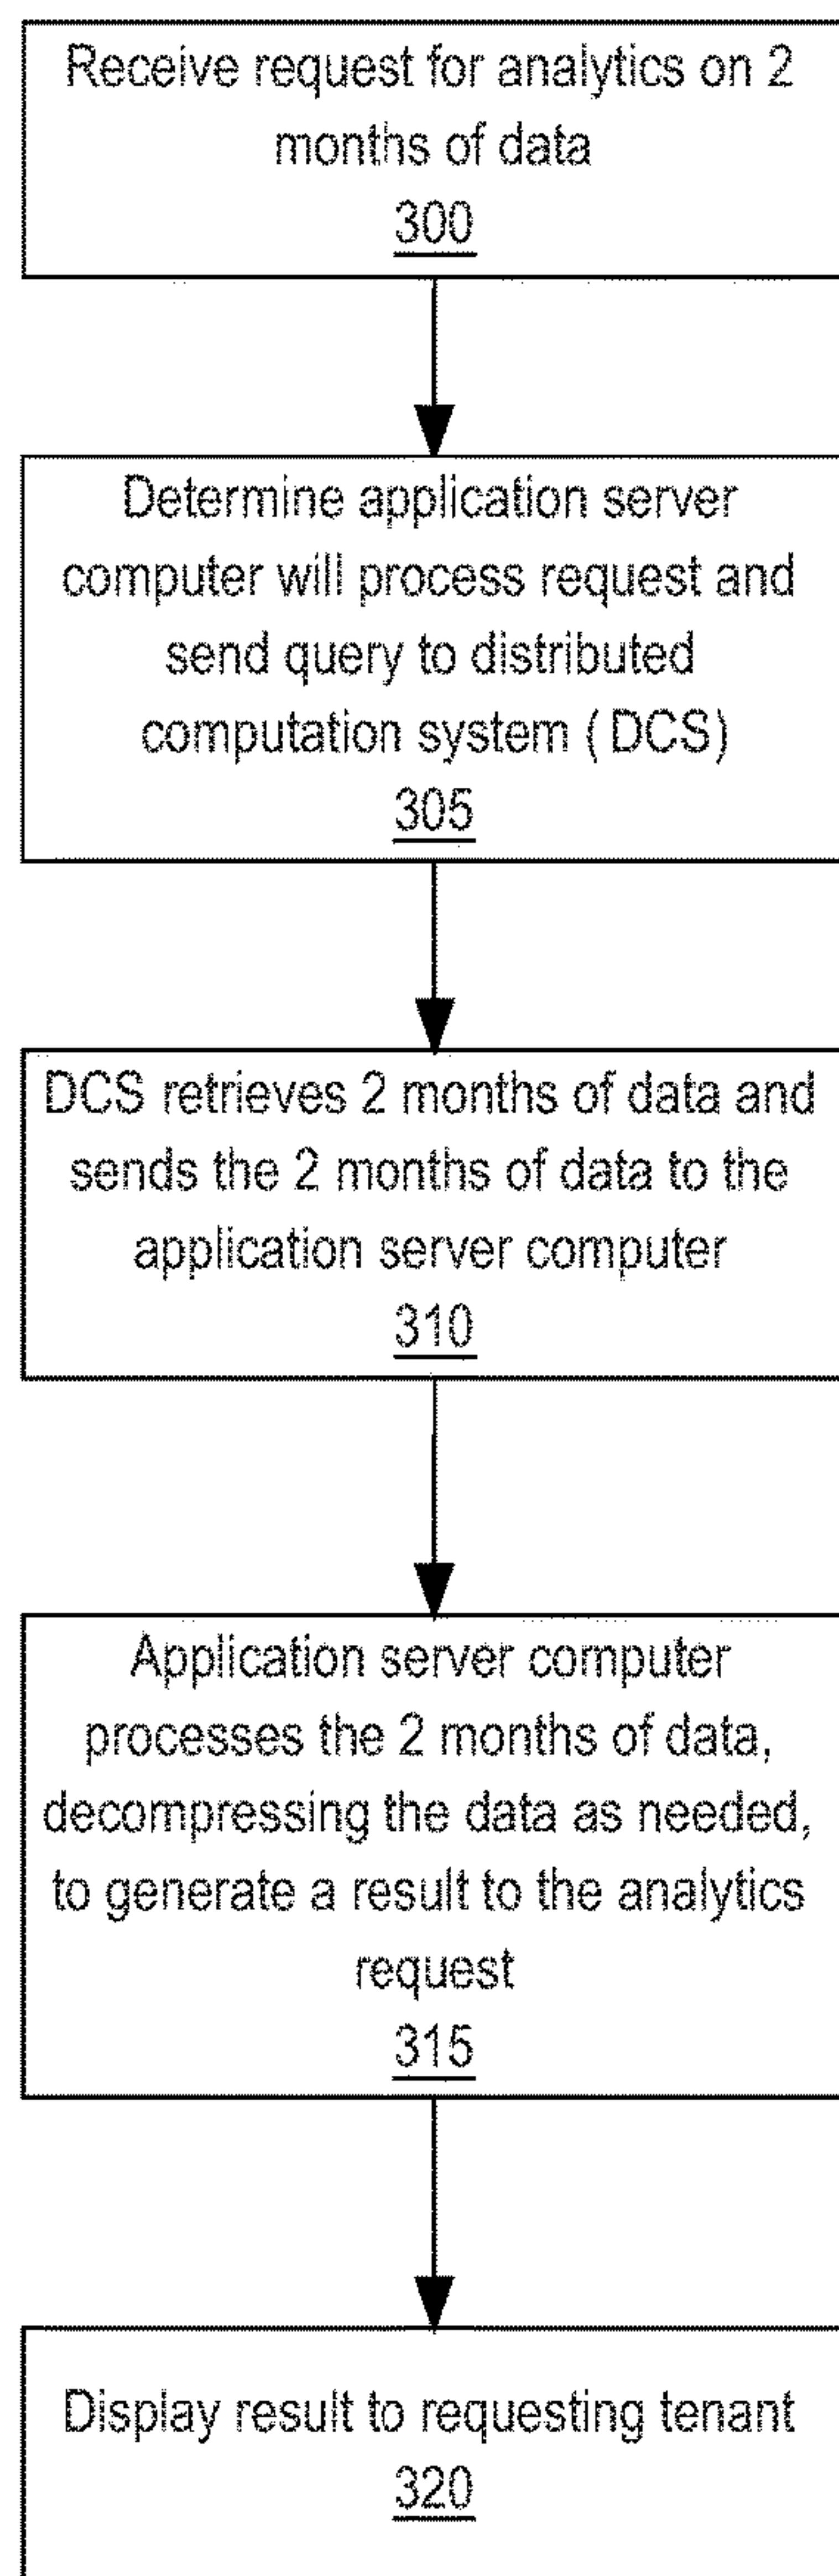 Receive request for analytics on 2
months of data
300
Determine application server
computer will process request and
send query to distributed
computation system ( DCS)
305
DCS retrieves 2 months of data and
sends the 2 months of data to the
application server computer
310
Application server computer
processes the 2 months of data,
decompressing the data as needed,
to generate a result to the analytics
request
315
Display result to requesting tenant
320